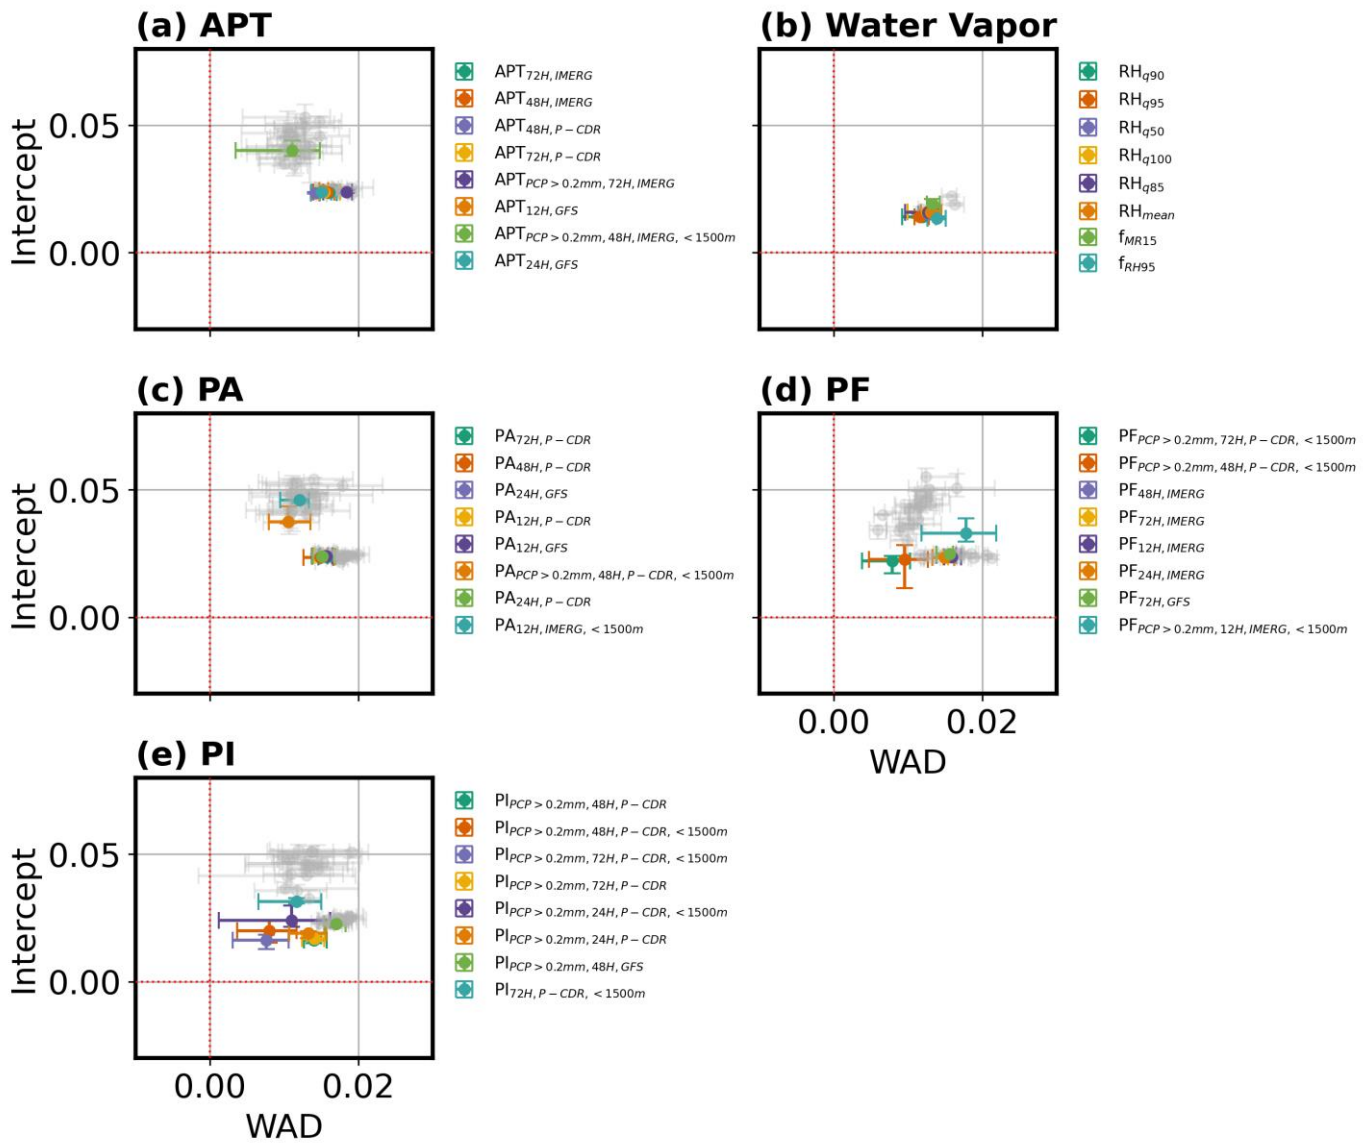 (a) APT
Intercept
0.05
0.00
APT72H, IMERG
APT48H, IMERG
APT48H, P − CDR
APT72H, P − CDR
APTPCP > 0.2mm, 72H, IMERG
APT12H, GFS
APTPCP > 0.2mm, 48H, IMERG, < 1500m
APT24H, GFS
(b) Water Vapor
RHq90
RHq95
RHq50
RHq100
RHq85
RHmean
fMR15
fRH95
(c) PA
Intercept
0.05
0.00
PA72H, P − CDR
PA48H, P − CDR
PA24H, GFS
PA12H, P − CDR
PA12H, GFS
PAPCP > 0.2mm, 48H, P − CDR, < 1500m
PA24H, P − CDR
PA12H, IMERG, < 1500m
(d) PF
PFPCP > 0.2mm, 72H, P − CDR, < 1500m
PFPCP > 0.2mm, 48H, P − CDR, < 1500m
PF48H, IMERG
PF72H, IMERG
PF12H, IMERG
PF24H, IMERG
PF72H, GFS
PFPCP > 0.2mm, 12H, IMERG, < 1500m
0.00 0.02
WAD
(e) PI
Intercept
0.05
0.00
PIPCP > 0.2mm, 48H, P − CDR
PIPCP > 0.2mm, 48H, P − CDR, < 1500m
PIPCP > 0.2mm, 72H, P − CDR, < 1500m
PIPCP > 0.2mm, 72H, P − CDR
PIPCP > 0.2mm, 24H, P − CDR, < 1500m
PIPCP > 0.2mm, 24H, P − CDR
PIPCP > 0.2mm, 48H, GFS
PI72H, P − CDR, < 1500m
0.00 0.02
WAD